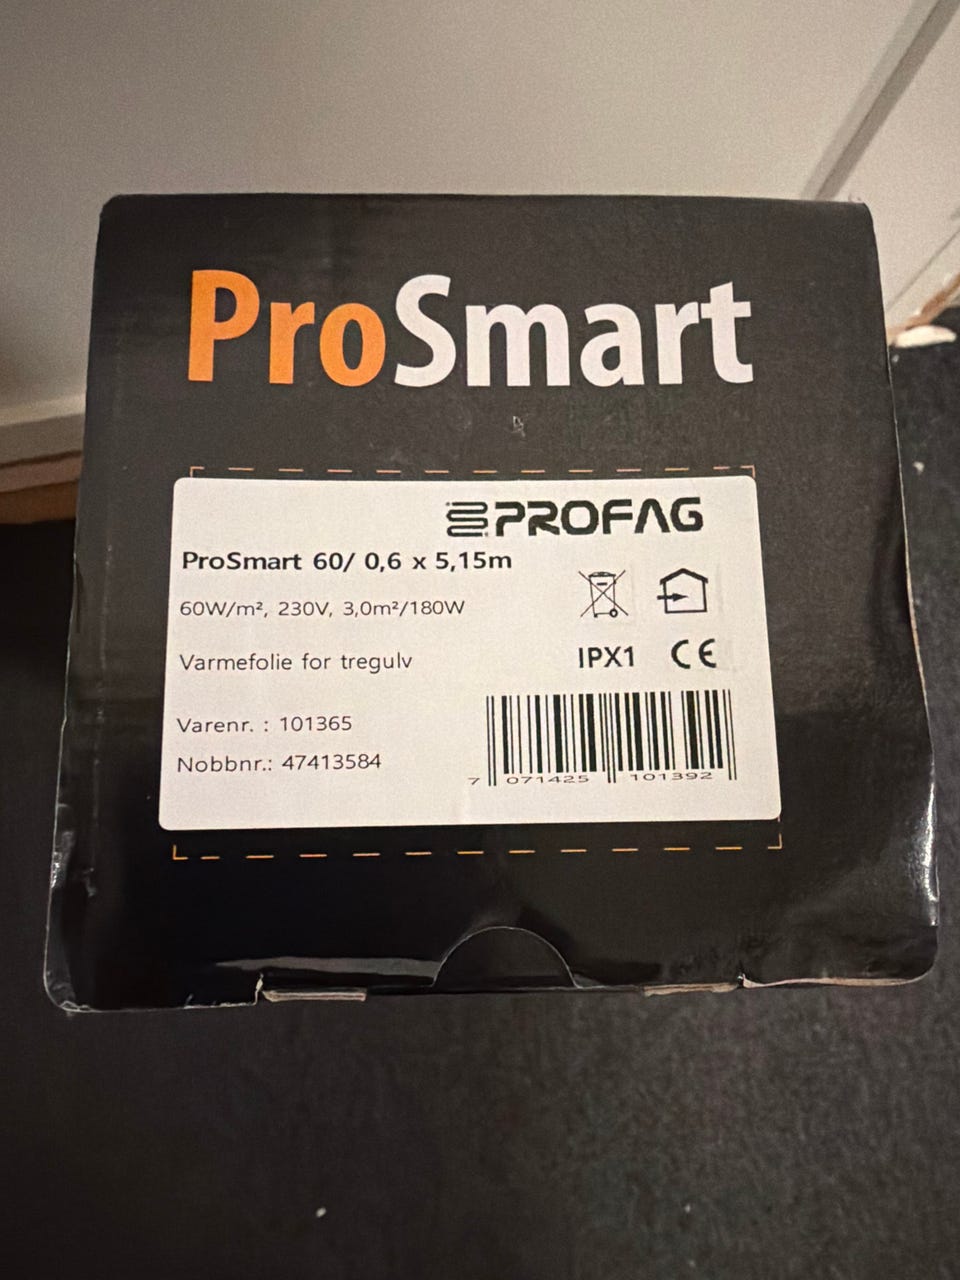 ProSmart
PROFAG
ProSmart 60/ 0,6 x 5,15m
60W/m², 230V, 3,0m²/180W
Varmefolie for tregulv
IPX1 CE
Varenr. : 101365
Nobbnr.: 47413584
7 071425 101392